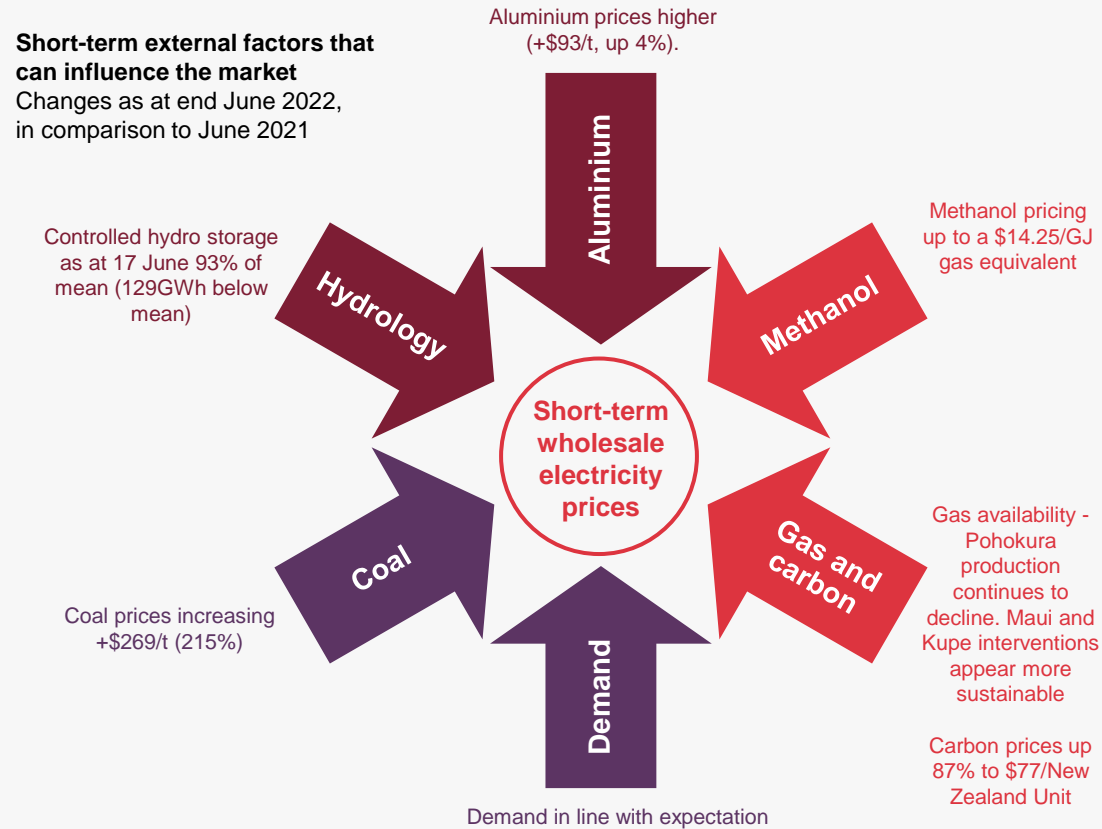 Short-term external factors that
can influence the market
Changes as at end June 2022,
in comparison to June 2021
Aluminium prices higher
(+$93/t, up 4%).
Aluminium
Methanol pricing
up to a $14.25/GJ
gas equivalent
Methanol
Controlled hydro storage
as at 17 June 93% of
mean (129GWh below
mean)
Hydrology
Short-term
wholesale
electricity
prices
Coal
Coal prices increasing
+$269/t (215%)
Gas and
carbon
Gas availability -
Pohokura
production
continues to
decline. Maui and
Kupe interventions
appear more
sustainable
Carbon prices up
87% to $77/New
Zealand Unit
Demand
Demand in line with expectation